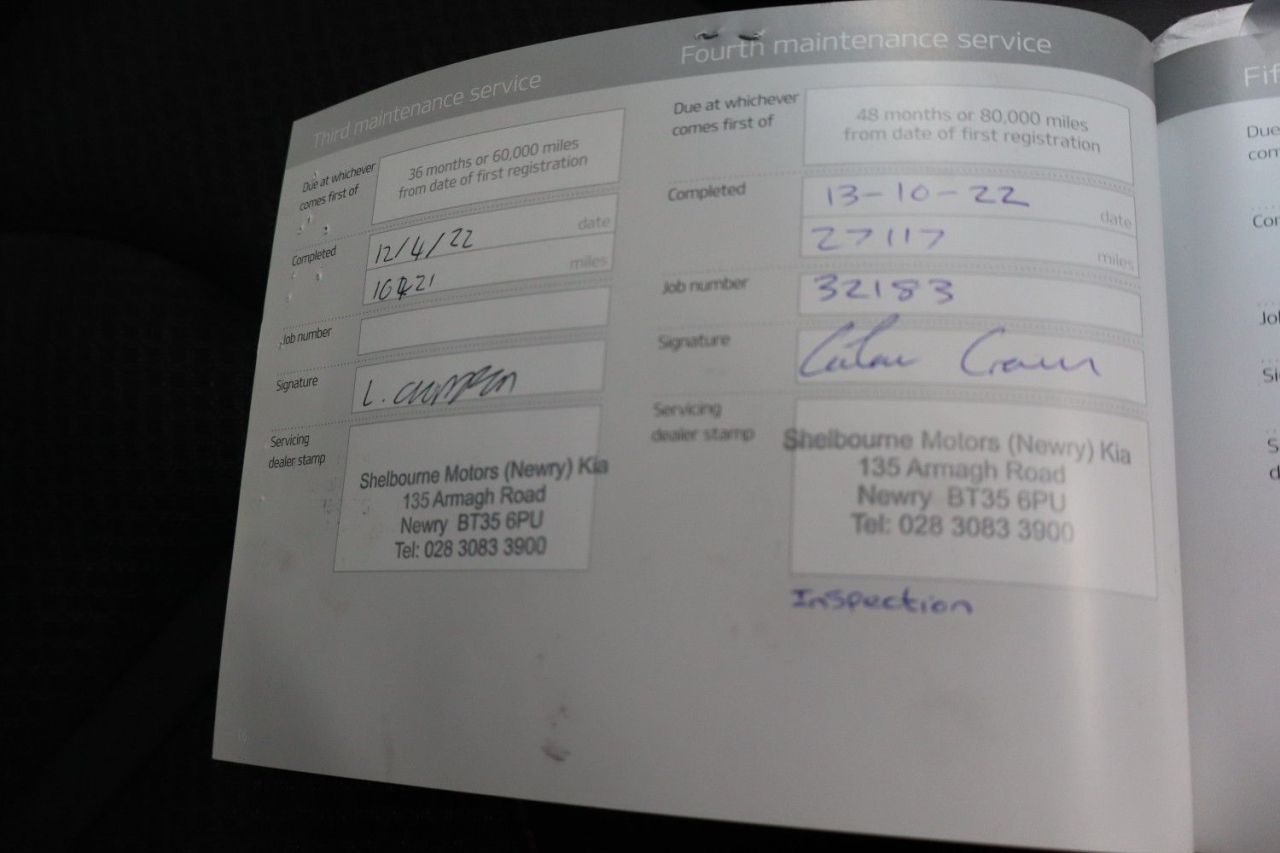 Third maintenance service
Due at whichever
comes first of
36 months or 60,000 miles
from date of first registration
Completed
12/4/22
date
miles
Job number
Signature
L.
Servicing
dealer stamp
Shelbourne Motors (Newry) Kia
135 Armagh Road
Newry BT35 6PU
Tel: 028 3083 3900
Fourth maintenance service
Due at whichever
comes first of
48 months or 80,000 miles
from date of first registration
Completed
13-10-22
date
27117
miles
Job number
32183
Signature
Servicing
dealer stamp
Shelbourne Motors (Newry) Kia
135 Armagh Road
Newry BT35 6PU
Tel: 028 3083 3900
Inspection
Fif
Due
com